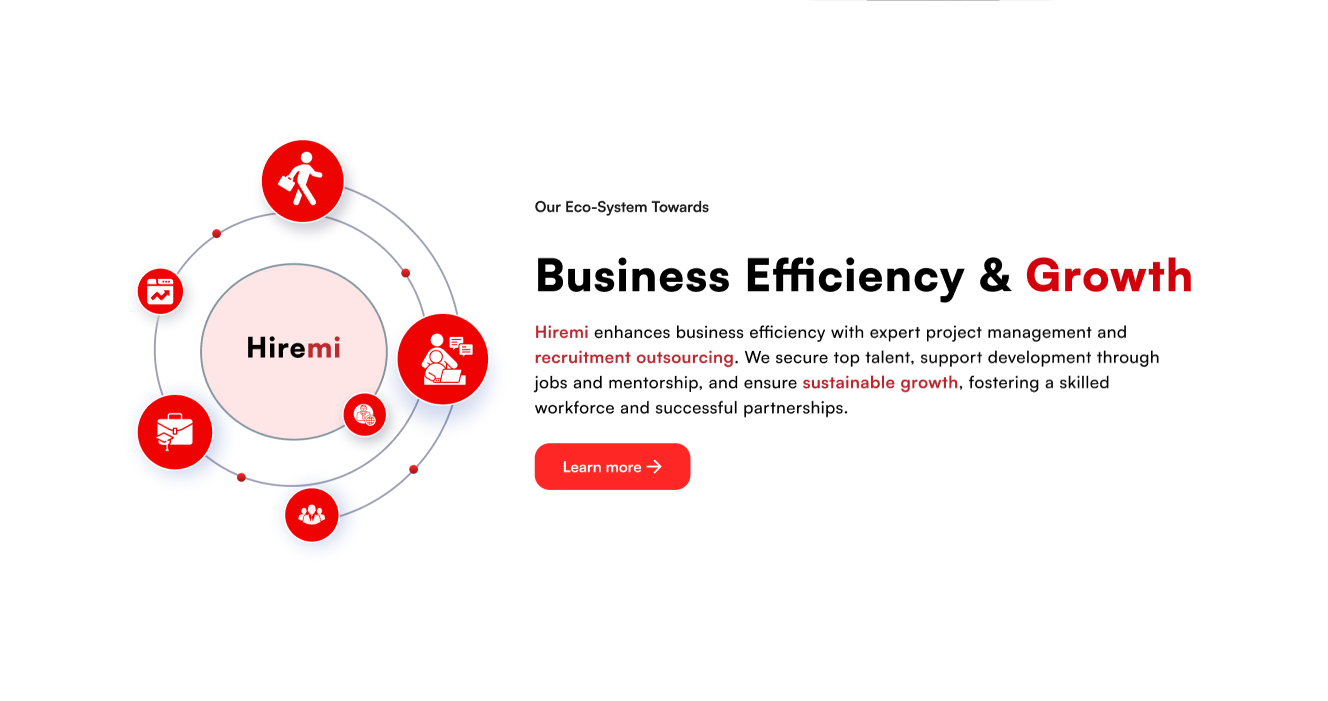 Our Eco-System Towards
Business Efficiency & Growth
Hiremi
Hiremi enhances business efficiency with expert project management and
recruitment outsourcing. We secure top talent, support development through
jobs and mentorship, and ensure sustainable growth, fostering a skilled
workforce and successful partnerships.
Learn more →